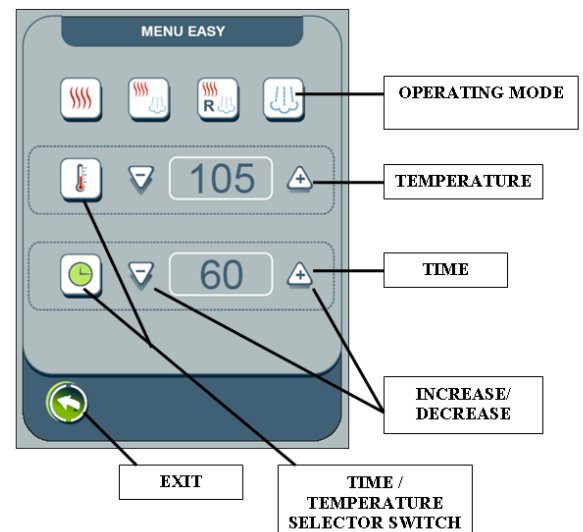 MENU EASY
R
OPERATING MODE
105
TEMPERATURE
60
TIME
INCREASE/
DECREASE
EXIT
TIME /
TEMPERATURE
SELECTOR SWITCH